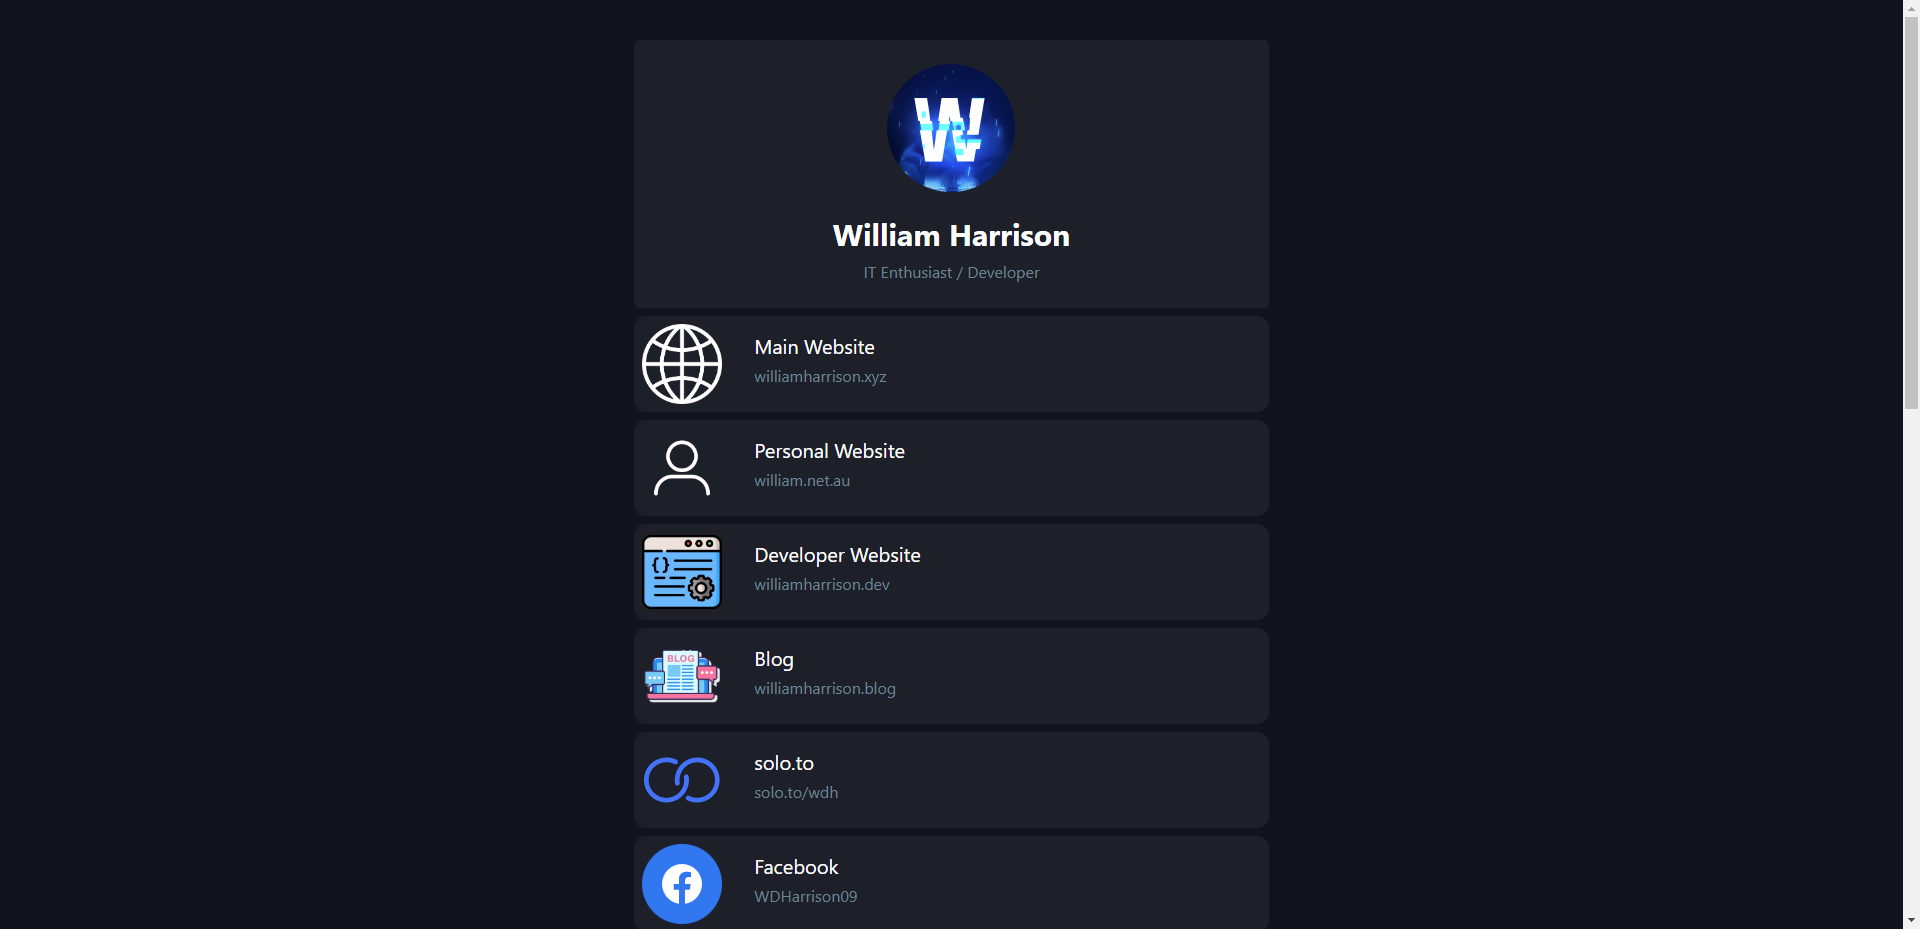 W
William Harrison
IT Enthusiast / Developer
Main Website
williamharrison.xyz
Personal Website
william.net.au
Developer Website
williamharrison.dev
BLOG
Blog
williamharrison.blog
solo.to
solo.to/wdh
Facebook
WDHarrison09